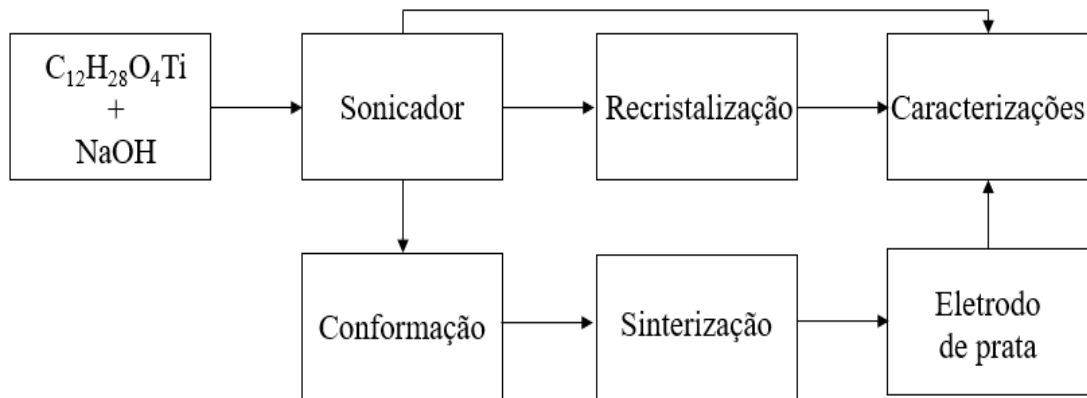 C₁₂H₂₈O₄Ti
+
NaOH
Sonicador
Recristalização
Caracterizações
Conformação
Sinterização
Eletrodo
de prata